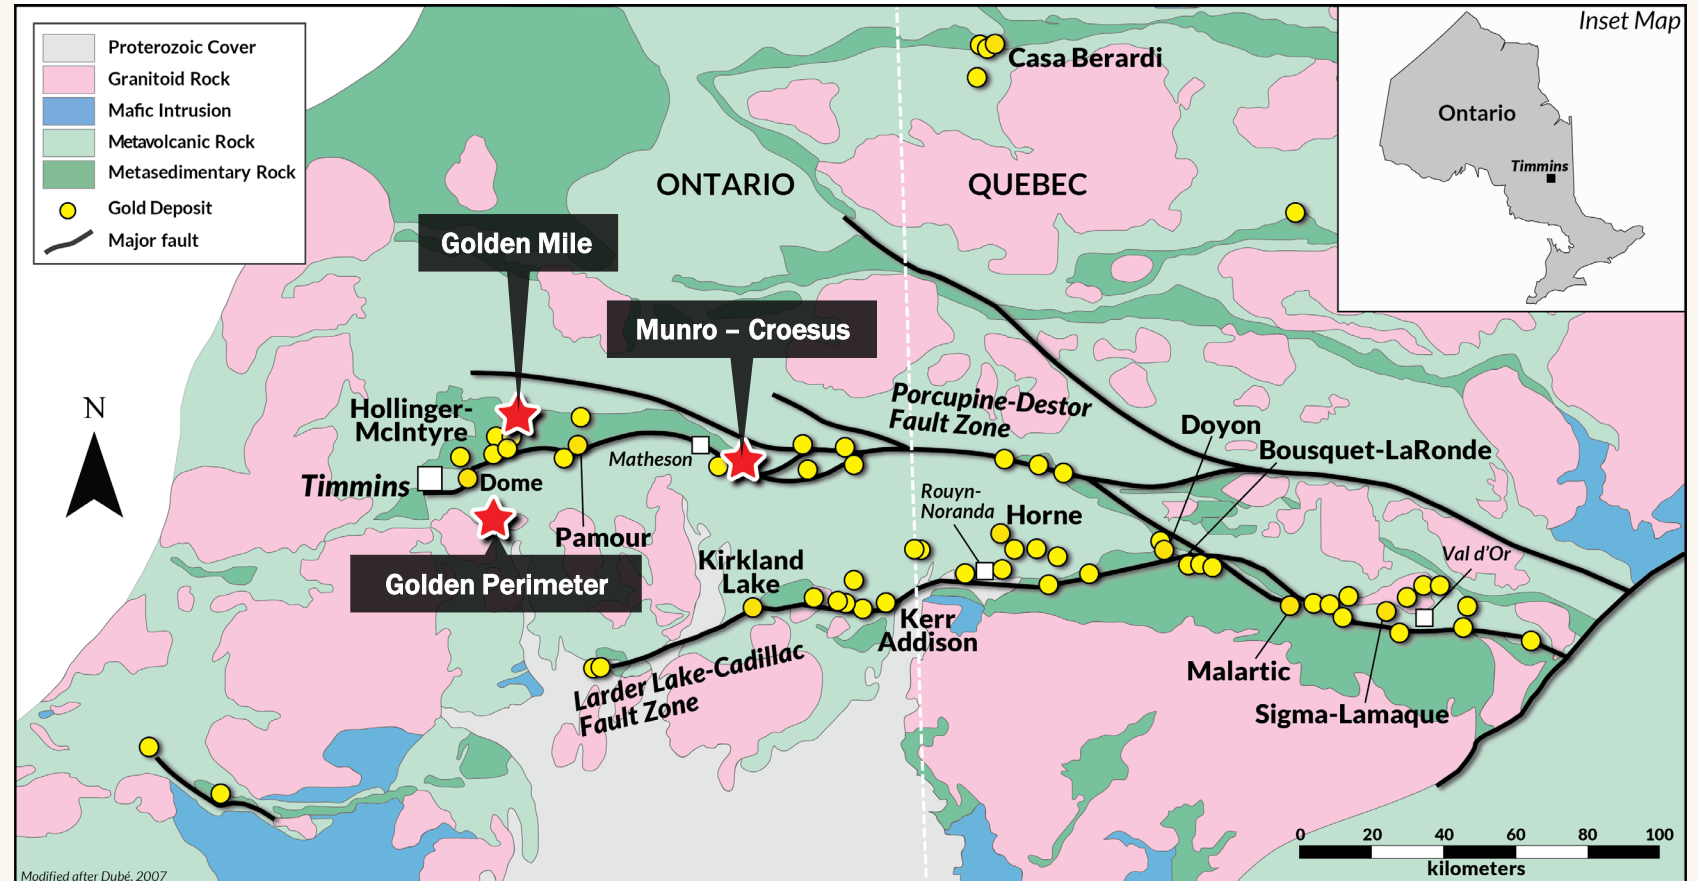 Proterozoic Cover
Granitoid Rock
Mafic Intrusion
Metavolcanic Rock
Metasedimentary Rock
Gold Deposit
Major fault
Inset Map
Ontario
Timmins
Casa Berardi
ONTARIO
QUEBEC
Golden Mile
Munro – Croesus
N
Hollinger-
McIntyre
Timmins
Dome
Matheson
Pamour
Golden Perimeter
Porcupine-Destor
Fault Zone
Doyon
Bousquet-LaRonde
Rouyn-
Noranda
Horne
Kirkland
Lake
Kerr
Addison
Val d'Or
Malartic
Sigma-Lamaque
Larder Lake-Cadillac
Fault Zone
0 20 40 60 80 100
kilometers
Modified after Dubé, 2007